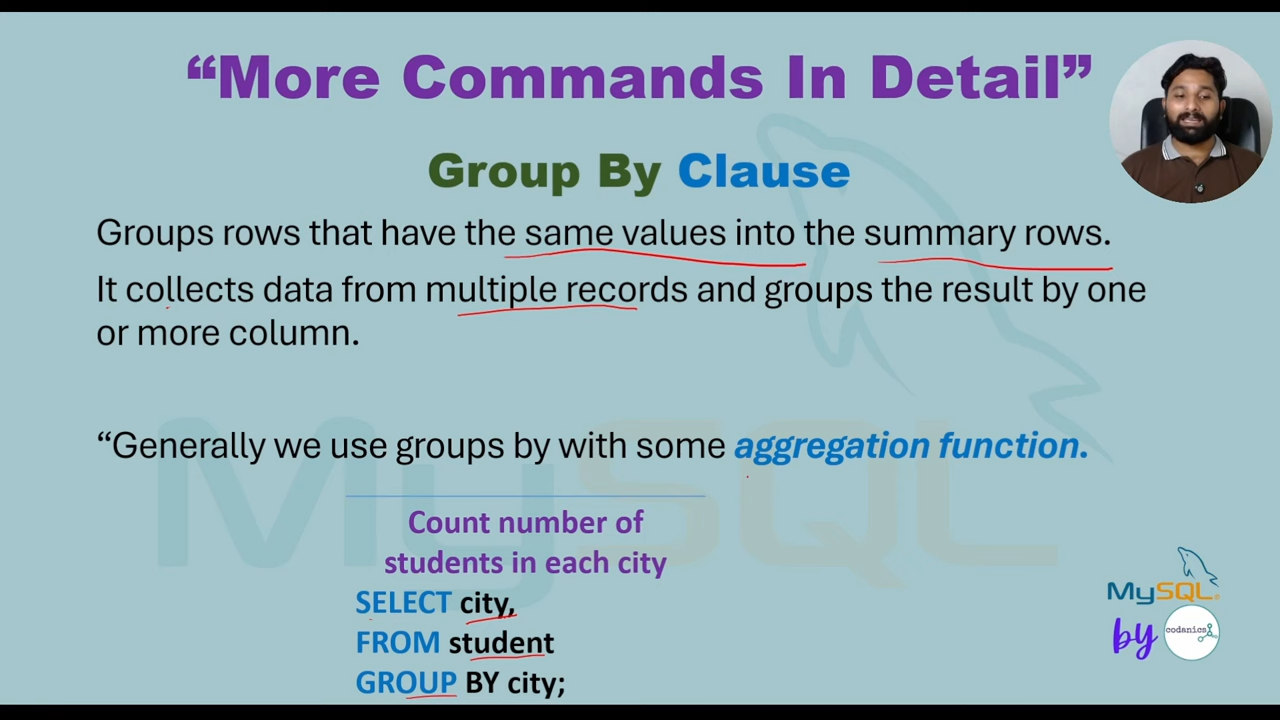 “More Commands In Detail”
Group By Clause
Groups rows that have the same values into the summary rows.
It collects data from multiple records and groups the result by one
or more column.
“Generally we use groups by with some aggregation function.
MySQL
Count number of
students in each city
SELECT city,
FROM student
GROUP BY city;
MySQL®
by codanics